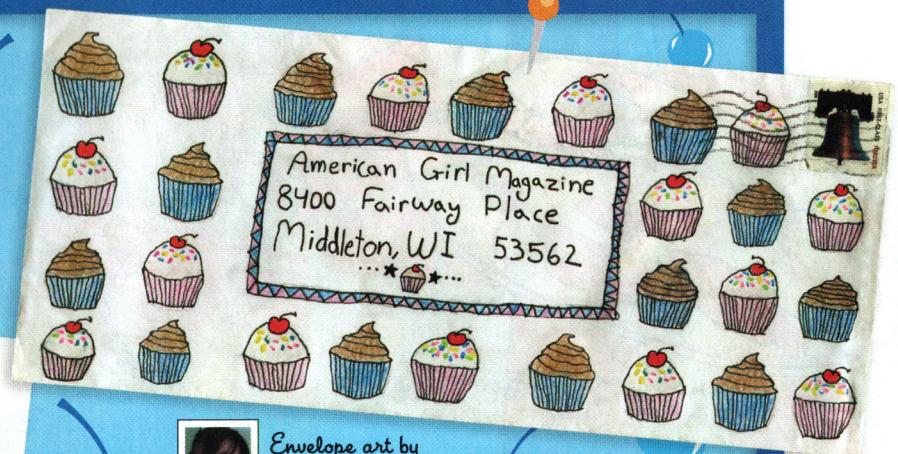 American Girl Magazine
8400 Fairway Place
Middleton, WI 53562
Envelope art by